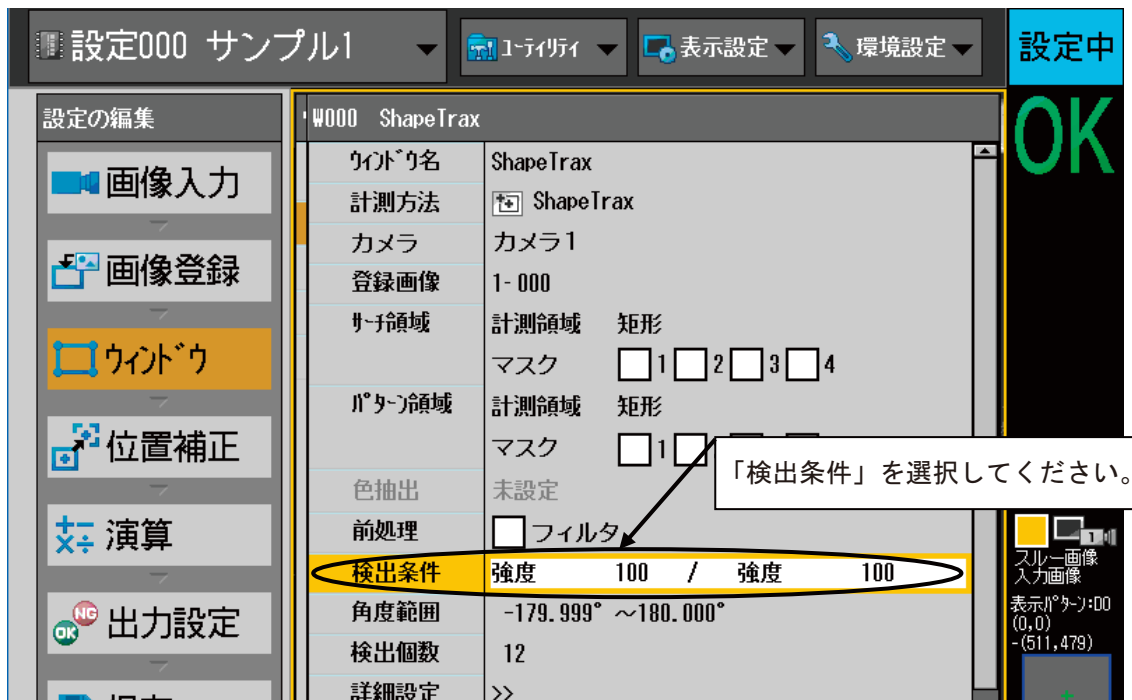 設定000 サンプル1
ユーティリティ
表示設定
環境設定
設定中
OK
設定の編集
画像入力
画像登録
ウィンドウ
位置補正
演算
出力設定
W000 ShapeTrax
ウィンドウ名 ShapeTrax
計測方法 ShapeTrax
カメラ カメラ1
登録画像 1-000
サーチ領域 計測領域 矩形
マスク 1 2 3 4
パターン領域 計測領域 矩形
マスク 1
「検出条件」を選択してください。
色抽出 未設定
前処理 フィルタ
検出条件 強度 100 / 強度 100
角度範囲 -179.999° ～180.000°
検出個数 12
詳細設定 >>
1
スルー画像
入力画像
表示パターン:D0
(0,0)
-(511,479)